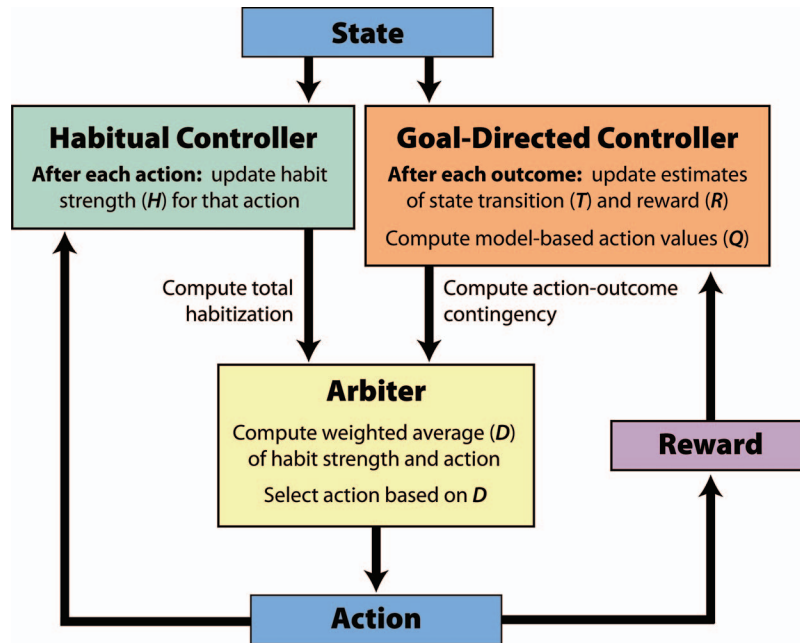 State
Habitual Controller
After each action: update habit
strength (H) for that action
Goal-Directed Controller
After each outcome: update estimates
of state transition (T) and reward (R)
Compute model-based action values (Q)
Compute total
habitization
Compute action-outcome
contingency
Arbiter
Compute weighted average (D)
of habit strength and action
Select action based on D
Reward
Action